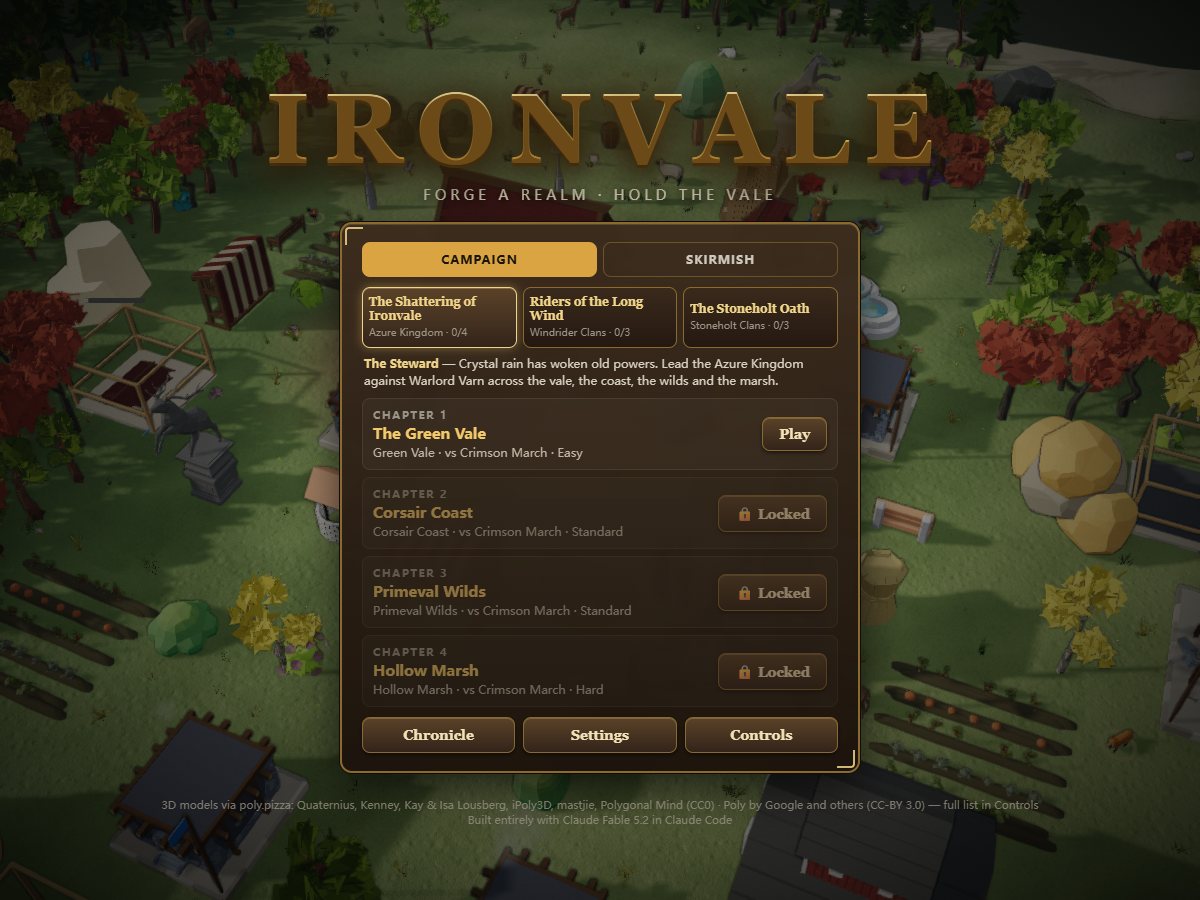 IRONVALE
FORGE A REALM · HOLD THE VALE
CAMPAIGN
SKIRMISH
The Shattering of
Ironvale
Azure Kingdom · 0/4
Riders of the Long
Wind
Windrider Clans · 0/3
The Stoneholt Oath
Stoneholt Clans · 0/3
The Steward — Crystal rain has woken old powers. Lead the Azure Kingdom
against Warlord Varn across the vale, the coast, the wilds and the marsh.
CHAPTER 1
The Green Vale
Green Vale · vs Crimson March · Easy
Play
CHAPTER 2
Corsair Coast
Corsair Coast · vs Crimson March · Standard
Locked
CHAPTER 3
Primeval Wilds
Primeval Wilds · vs Crimson March · Standard
Locked
CHAPTER 4
Hollow Marsh
Hollow Marsh · vs Crimson March · Hard
Locked
Chronicle
Settings
Controls
3D models via poly.pizza: Quaternius, Kenney, Kay & Isa Lousberg, iPoly3D, mastjie, Polygonal Mind (CC0) · Poly by Google and others (CC-BY 3.0) — full list in Controls
Built entirely with Claude Fable 5.2 in Claude Code